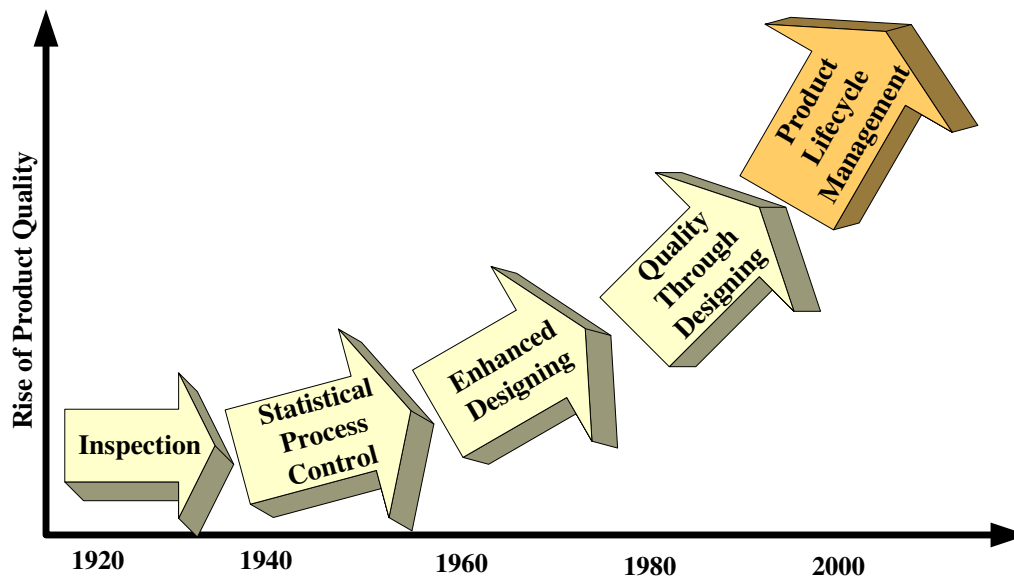 Rise of Product Quality
Inspection
Statistical
Process
Control
Enhanced
Designing
Quality
Through
Designing
Product
Lifecycle
Management
1920
1940
1960
1980
2000